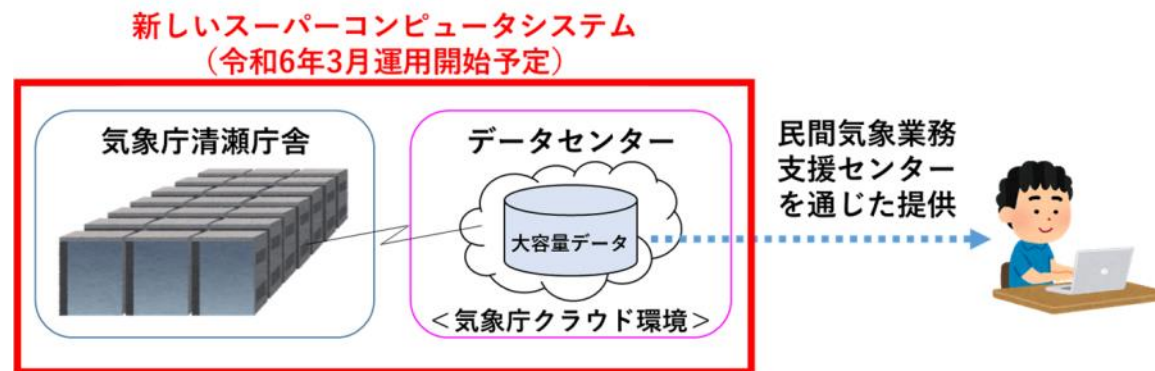 新しいスーパーコンピュータシステム
（令和6年3月運用開始予定）
気象庁清瀬庁舎
データセンター
大容量データ
＜気象庁クラウド環境＞
民間気象業務
支援センター
を通じた提供